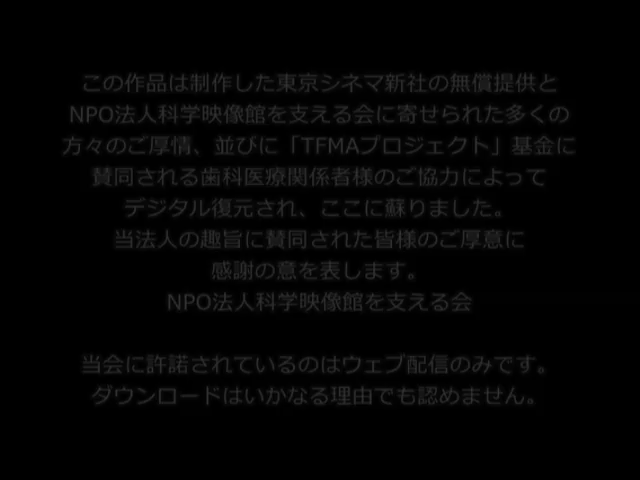 この作品は制作した東京シネマ新社の無償提供と
NPO法人科学映像館を支える会に寄せられた多くの
方々のご厚情、並びに「TFMAプロジェクト」基金に
賛同される歯科医療関係者様のご協力によって
デジタル復元され、ここに蘇りました。
当法人の趣旨に賛同された皆様のご厚意に
感謝の意を表します。
NPO法人科学映像館を支える会
当会に許諾されているのはウェブ配信のみです。
ダウンロードはいかなる理由でも認めません。